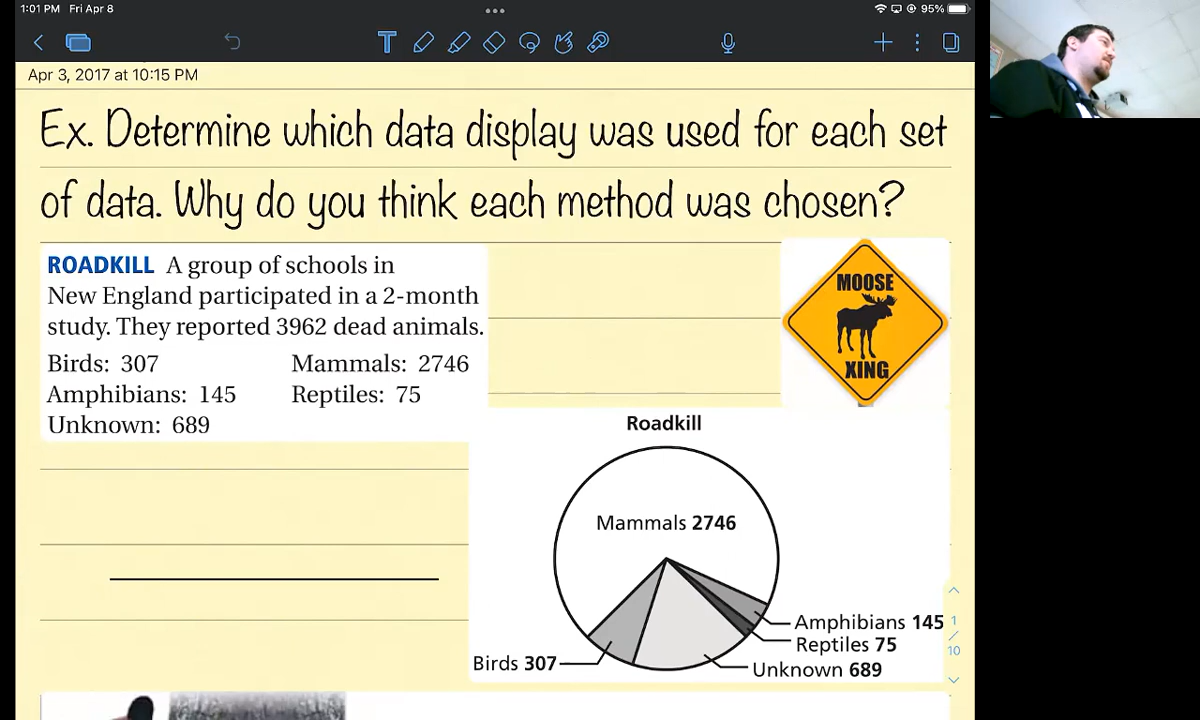 1:01 PM Fri Apr 8
95%
T
Apr 3, 2017 at 10:15 PM
Ex. Determine which data display was used for each set
of data. Why do you think each method was chosen?
ROADKILL A group of schools in
New England participated in a 2-month
study. They reported 3962 dead animals.
Birds: 307 Mammals: 2746
Amphibians: 145 Reptiles: 75
Unknown: 689
MOOSE
XING
Roadkill
Mammals 2746
Amphibians 145
Reptiles 75
Unknown 689
Birds 307
1
/
10